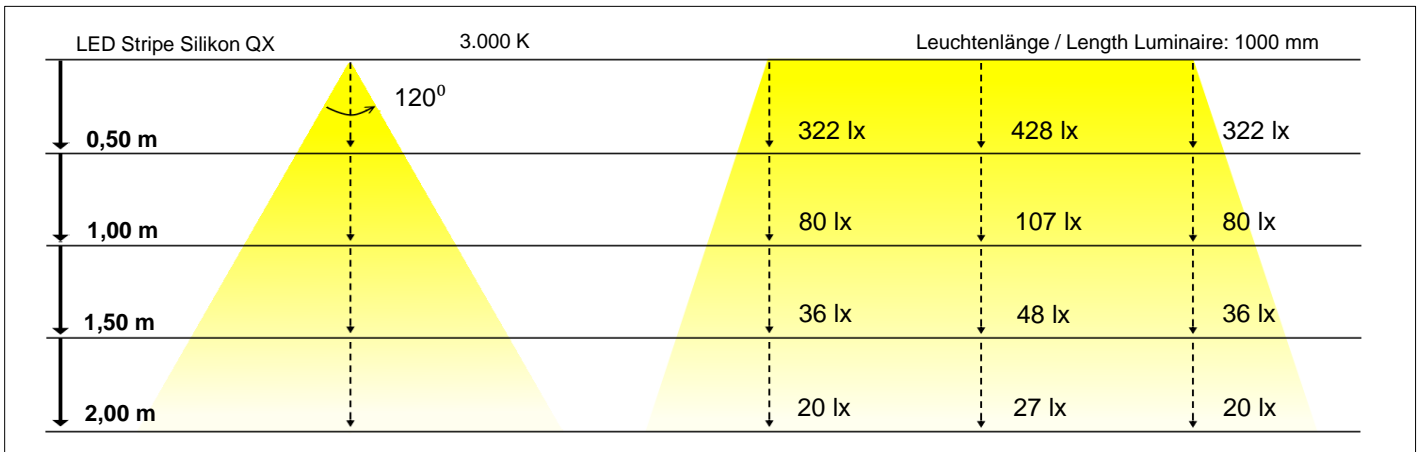 LED Stripe Silikon QX 3.000 K Leuchtenlänge / Length Luminaire: 1000 mm
120⁰
0,50 m 322 lx 428 lx 322 lx
1,00 m 80 lx 107 lx 80 lx
1,50 m 36 lx 48 lx 36 lx
2,00 m 20 lx 27 lx 20 lx